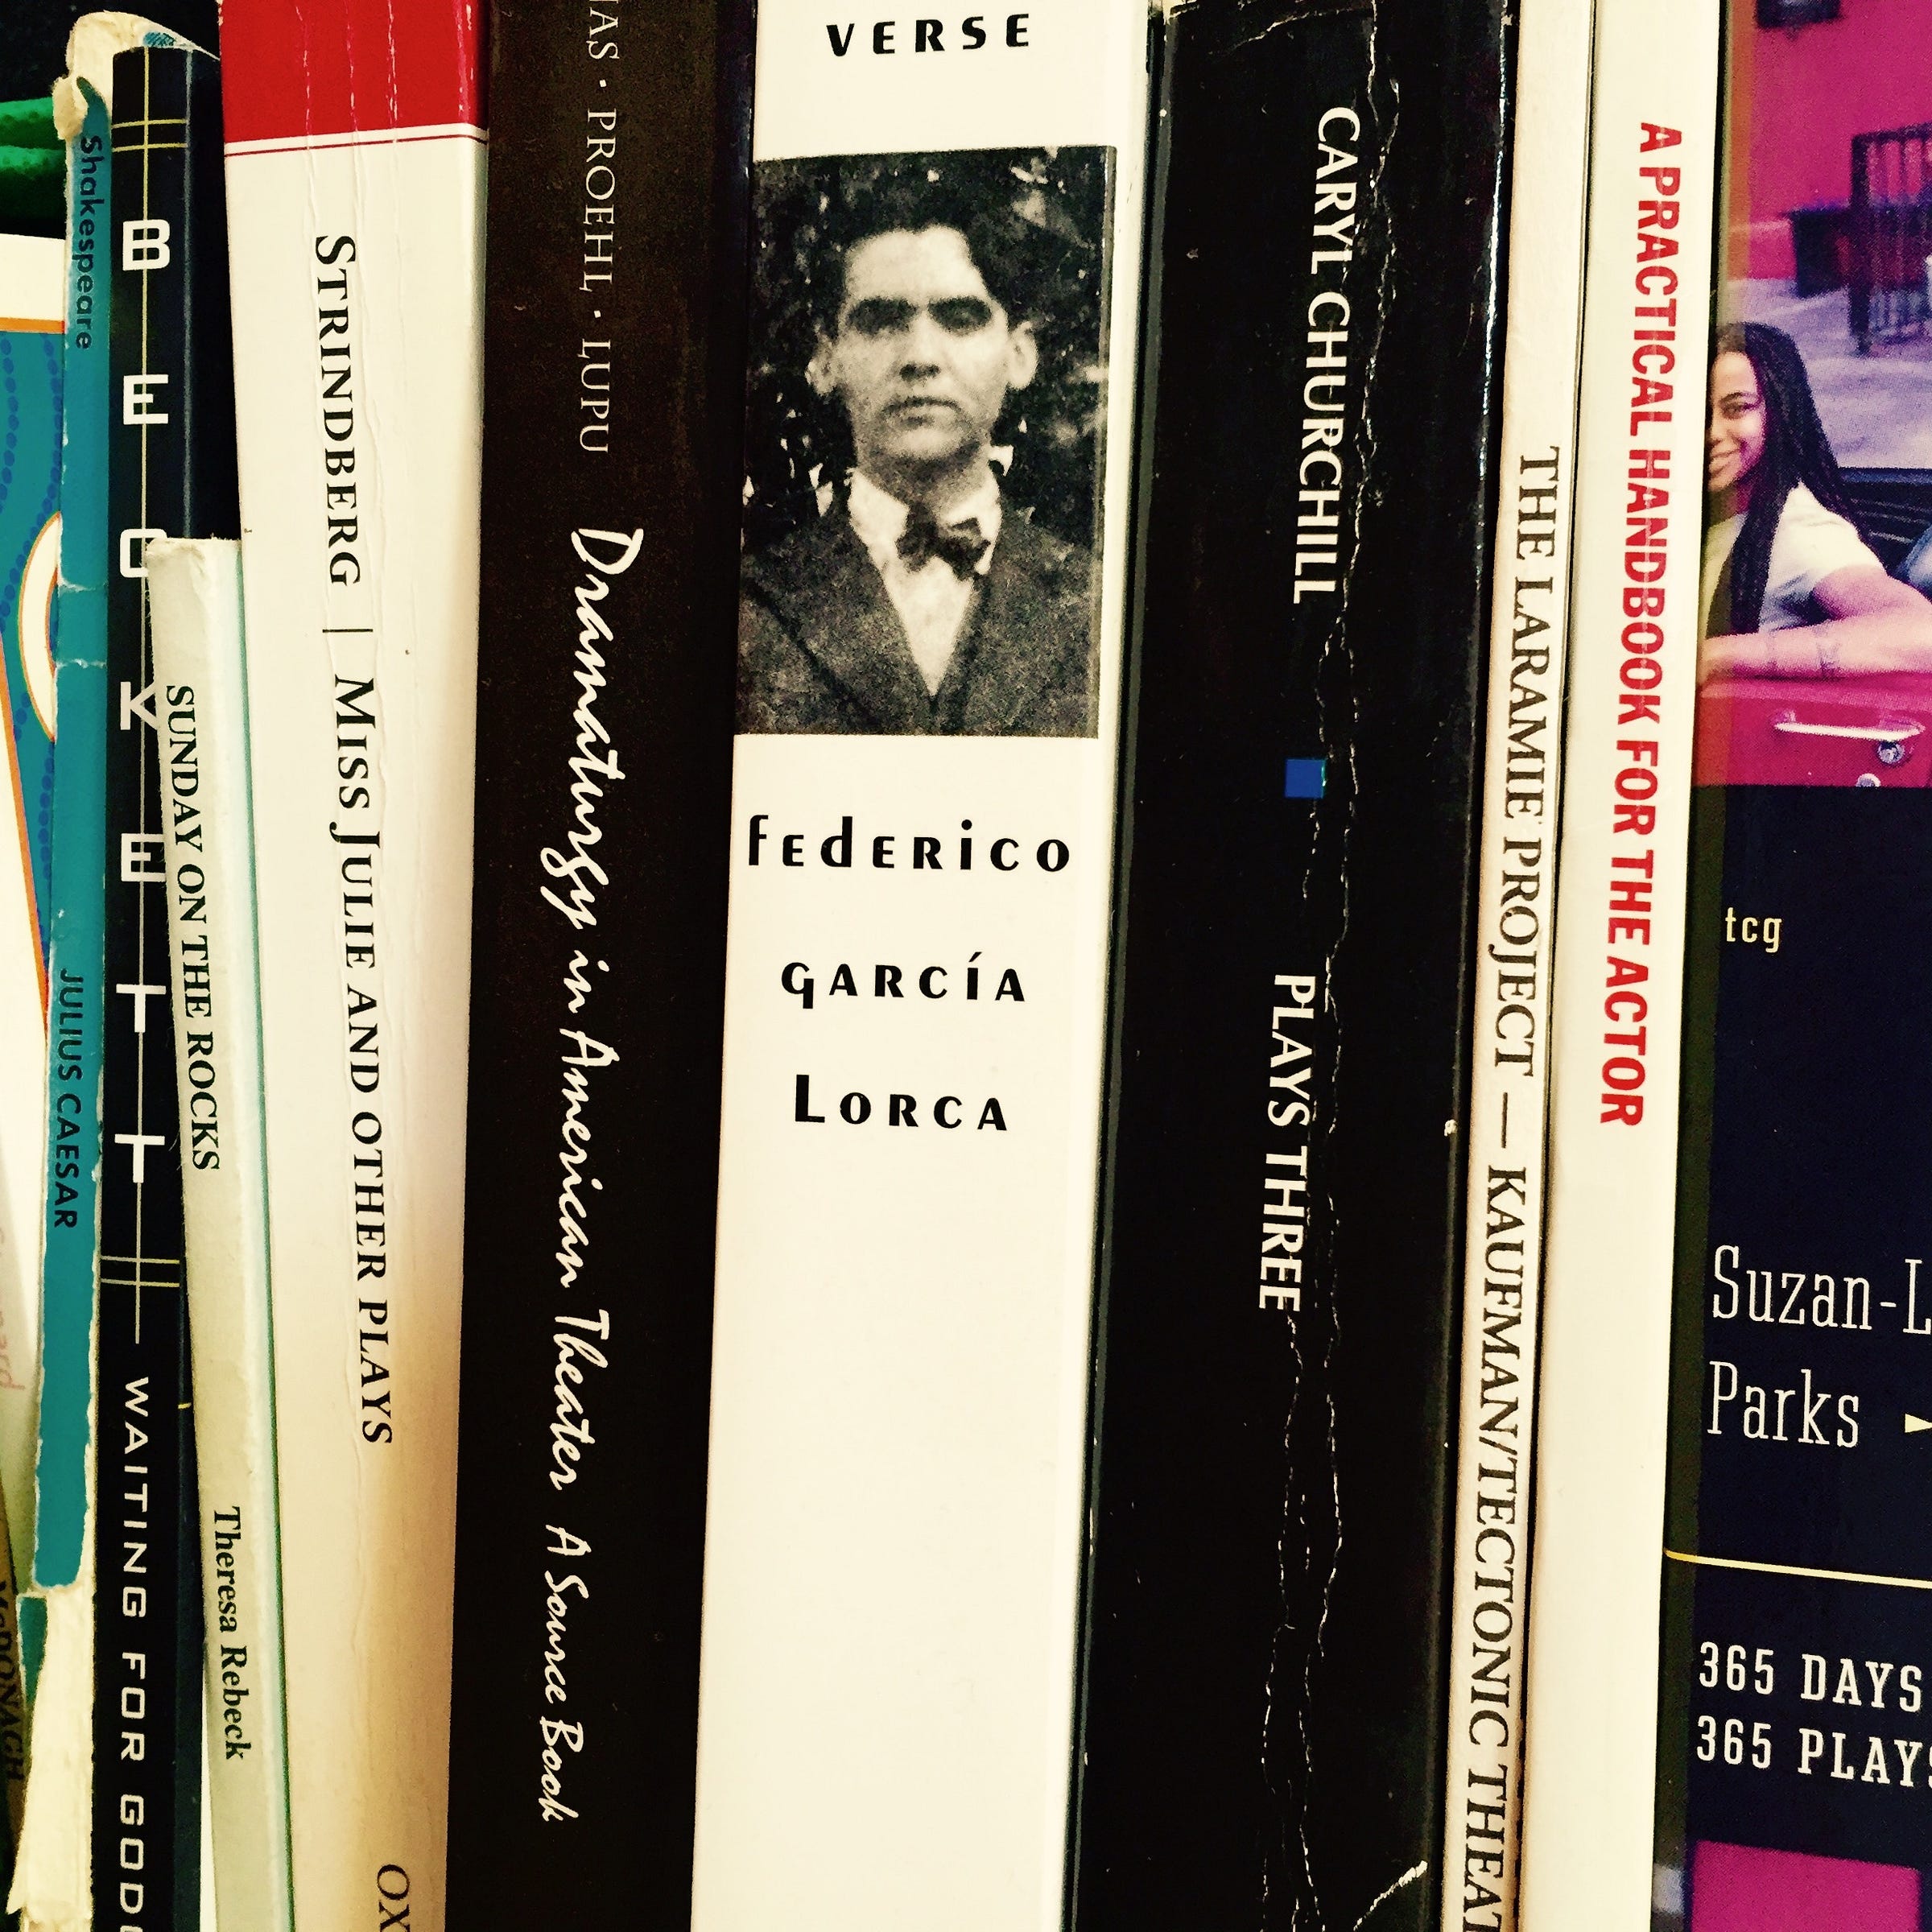 Shakespeare
JULIUS CAESAR
BECKETT
WAITING FOR GOD
SUNDAY ON THE ROCKS
Theresa Rebeck
STRINDBERG | MISS JULIE AND OTHER PLAYS
OX
NAS · PROEHL · LUPU
Dramaturgy in American Theater A Source Book
VERSE
fEdERicO
GARCÍA
LORCA
CARYL CHURCHILL
PLAYS THREE
THE LARAMIE PROJECT — KAUFMAN/TECTONIC THEAT
A PRACTICAL HANDBOOK FOR THE ACTOR
tcg
Suzan-L
Parks
365 DAYS
365 PLAYS